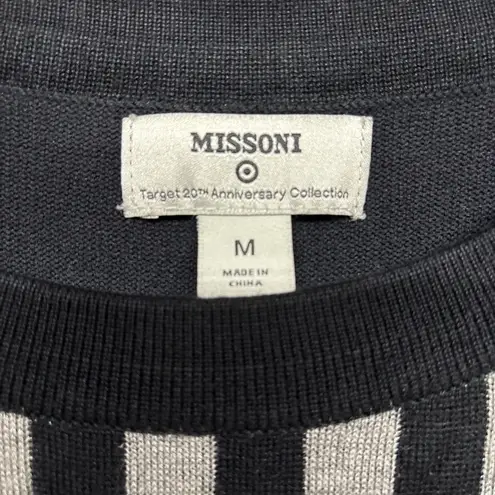 MISSONI
Target 20TH Anniversary Collection
M
MADE IN
CHINA